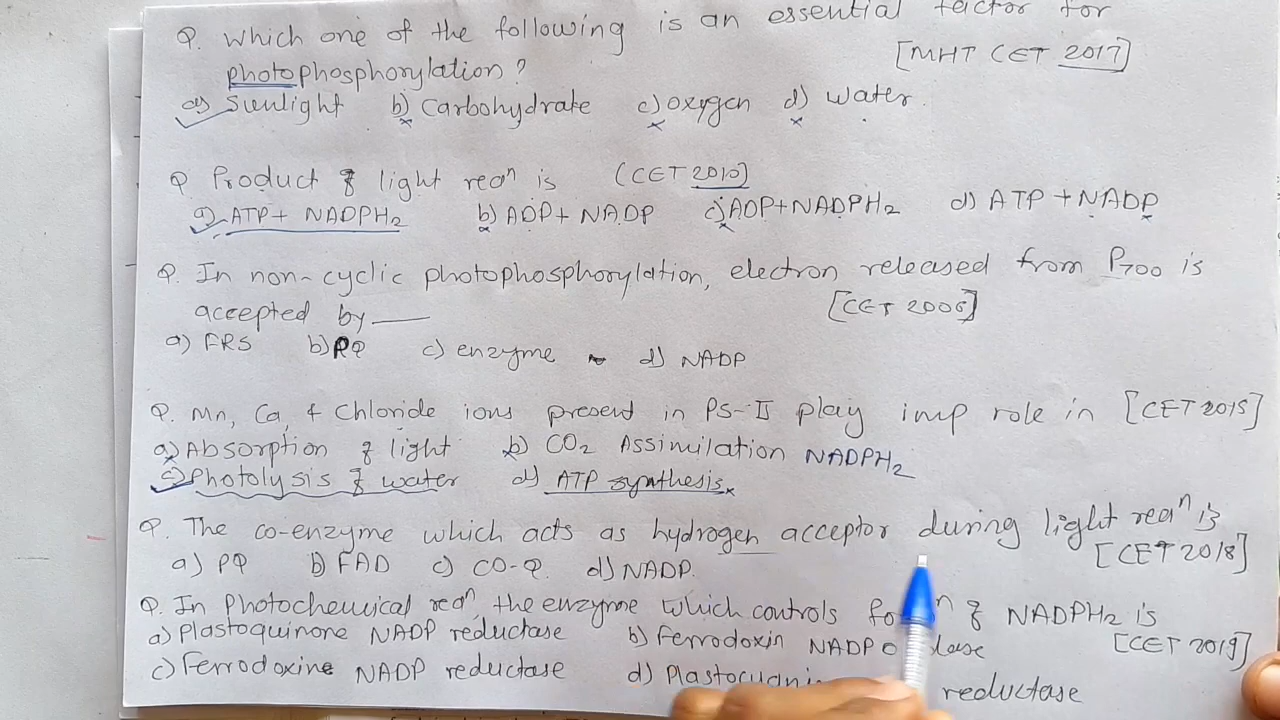 Q. Which one of the following is an essential factor for
photophosphorylation? [MHT CET 2017]
a) Sunlight b) Carbohydrate c) Oxygen d) water.
Q Product of light reaⁿ is (CET 2010]
a) ATP + NADPH₂ b) ADP + NADP c) ADP+NADPH₂ d) ATP + NADP
Q. In non-cyclic photophosphorylation, electron released from P₇₀₀ is
accepted by — [CET 2006]
a) FRS b) PQ c) enzyme d) NADP
Q. Mn, Ca, & Chloride ions present in PS-II play imp role in [CET 2015]
a) Absorption of light b) CO₂ Assimilation NADPH₂
c) Photolysis of water d) ATP synthesis
Q. The co-enzyme which acts as hydrogen acceptor during light reaⁿ is
a) PQ b) FAD c) CO-Q. d) NADP. [CET 2018]
Q. In Photochemical reaⁿ, the enzyme which controls of NADPH₂ is
a) Plastoquinone NADP reductase b) Ferrodoxin NADP [CET 2019]
c) Ferrodoxine NADP reductase d) reductase